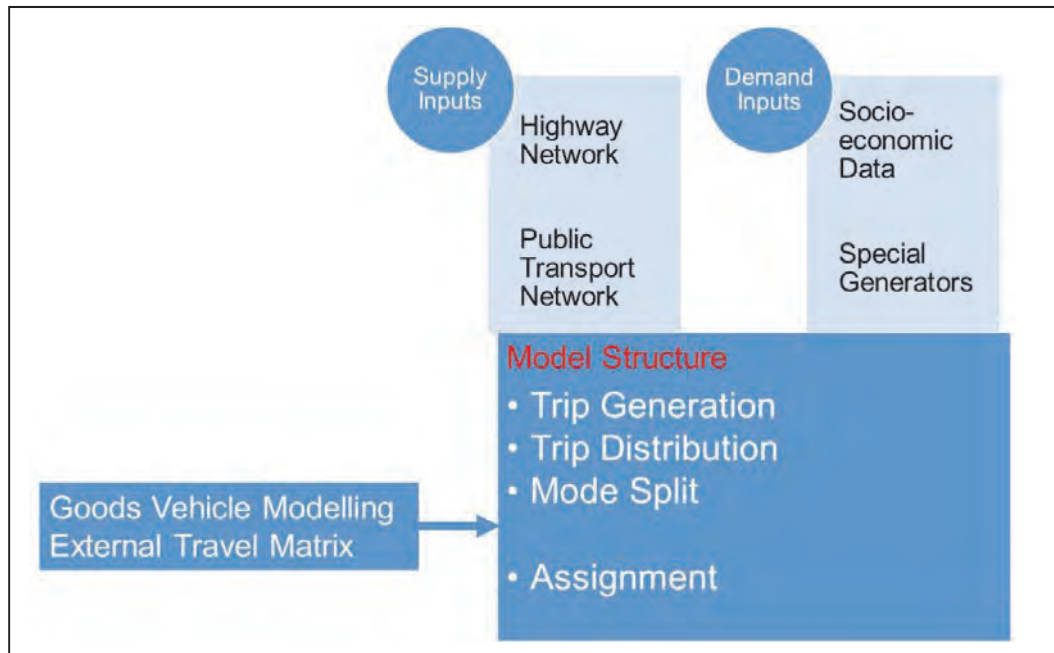 Supply
Inputs
Highway
Network
Public
Transport
Network
Demand
Inputs
Socio-
economic
Data
Special
Generators
Model Structure
• Trip Generation
• Trip Distribution
• Mode Split
• Assignment
Goods Vehicle Modelling
External Travel Matrix